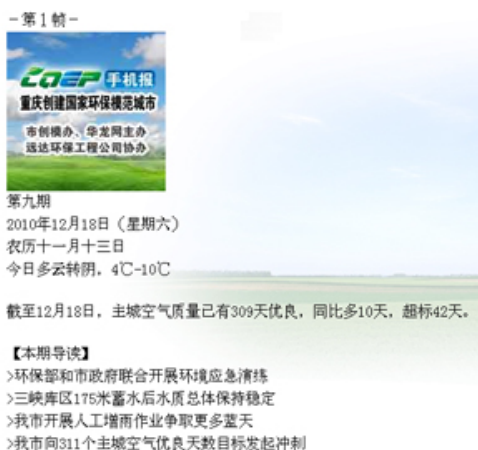 －第1帧－
CQEP 手机报
重庆创建国家环保模范城市
市创模办、华龙网主办
远达环保工程公司协办
第九期
2010年12月18日（星期六）
农历十一月十三日
今日多云转阴，4℃-10℃
截至12月18日，主城空气质量已有309天优良，同比多10天，超标42天。
【本期导读】
>环保部和市政府联合开展环境应急演练
>三峡库区175米蓄水后水质总体保持稳定
>我市开展人工增雨作业争取更多蓝天
>我市向311个主城空气优良天数目标发起冲刺